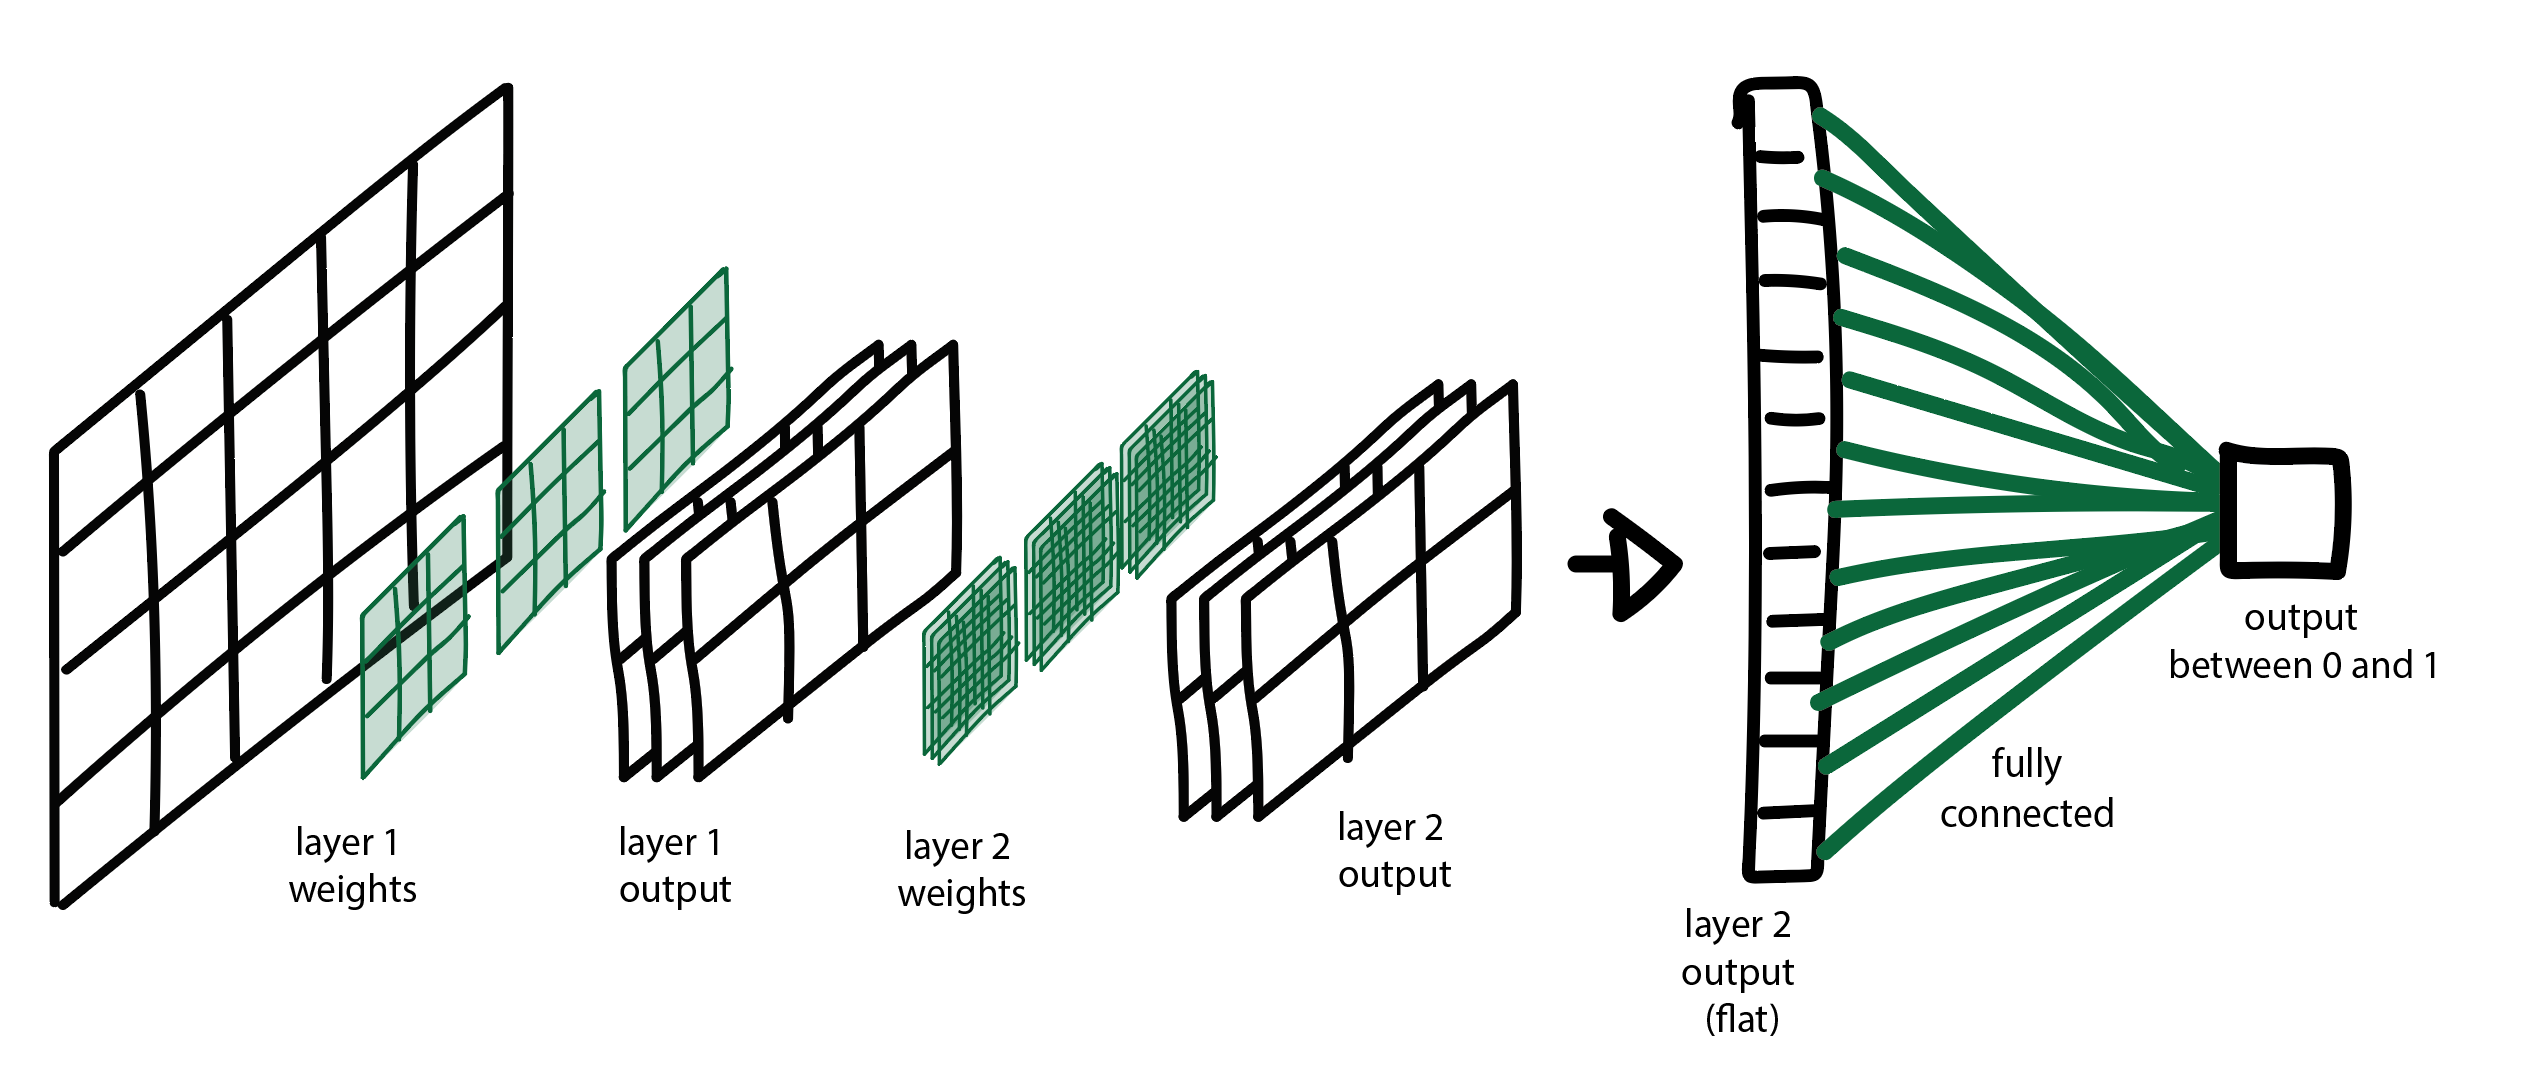 layer 1
weights
layer 1
output
layer 2
weights
layer 2
output
layer 2
output
(flat)
fully
connected
output
between 0 and 1